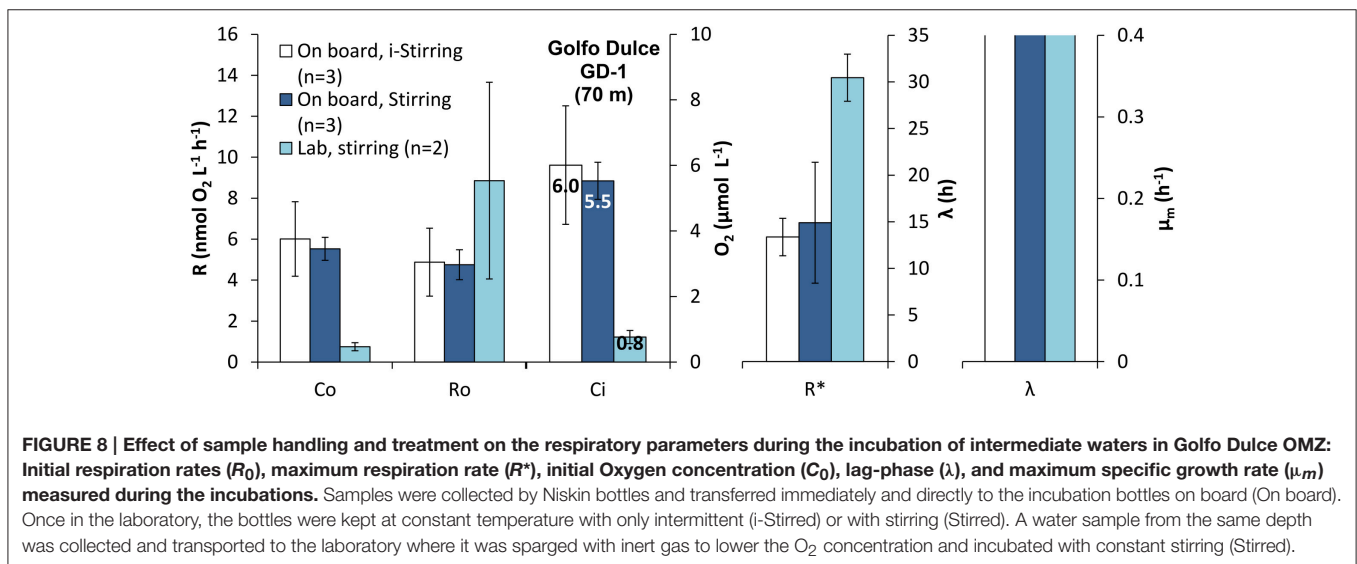 16
14
12
10
8
6
4
2
0
R (nmol O₂ L⁻¹ h⁻¹)
On board, i-Stirring
(n=3)
On board, Stirring
(n=3)
Lab, stirring (n=2)
Golfo Dulce
GD-1
(70 m)
6.0
5.5
0.8
Co
Ro
Ci
10
8
6
4
2
0
O₂ (µmol L⁻¹)
R*
35
30
25
20
15
10
5
0
λ (h)
λ
0.4
0.3
0.2
0.1
0
µₘ (h⁻¹)
FIGURE 8 | Effect of sample handling and treatment on the respiratory parameters during the incubation of intermediate waters in Golfo Dulce OMZ:
Initial respiration rates (R₀), maximum respiration rate (R*), initial Oxygen concentration (C₀), lag-phase (λ), and maximum specific growth rate (µₘ)
measured during the incubations. Samples were collected by Niskin bottles and transferred immediately and directly to the incubation bottles on board (On board).
Once in the laboratory, the bottles were kept at constant temperature with only intermittent (i-Stirred) or with stirring (Stirred). A water sample from the same depth
was collected and transported to the laboratory where it was sparged with inert gas to lower the O₂ concentration and incubated with constant stirring (Stirred).